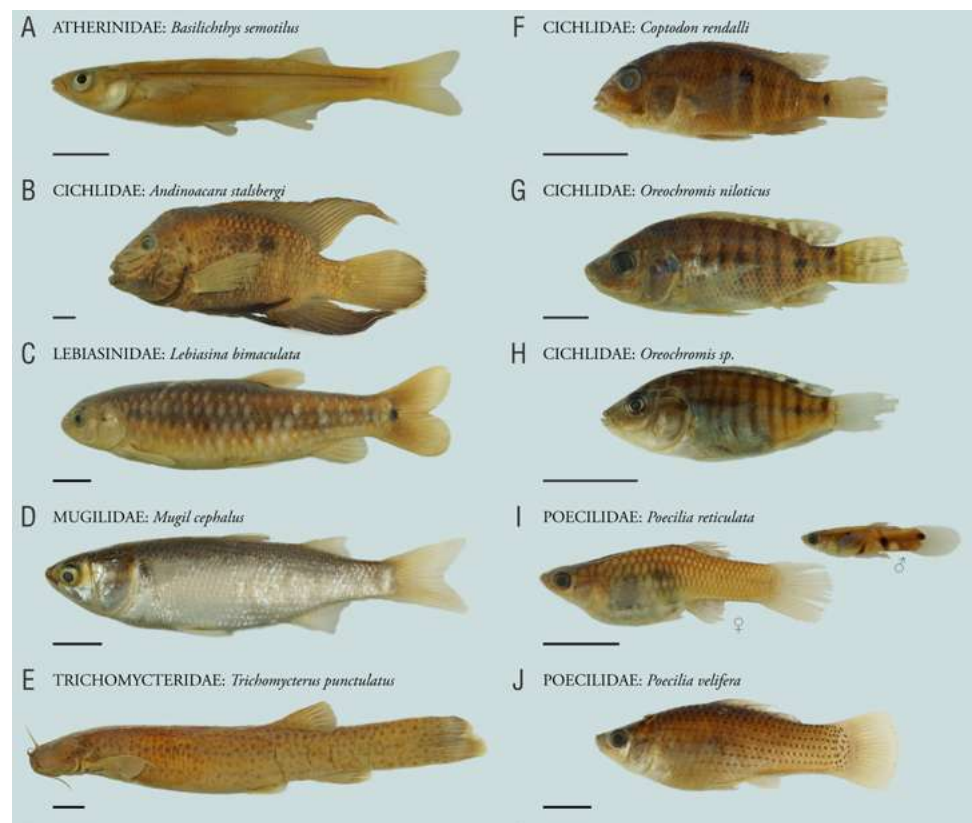 A ATHERINIDAE: Basilichthys semotilus
B CICHLIDAE: Andinoacara stalsbergi
C LEBIASINIDAE: Lebiasina bimaculata
D MUGILIDAE: Mugil cephalus
E TRICHOMYCTERIDAE: Trichomycterus punctulatus
F CICHLIDAE: Coptodon rendalli
G CICHLIDAE: Oreochromis niloticus
H CICHLIDAE: Oreochromis sp.
I POECILIDAE: Poecilia reticulata
♂
♀
J POECILIDAE: Poecilia velifera